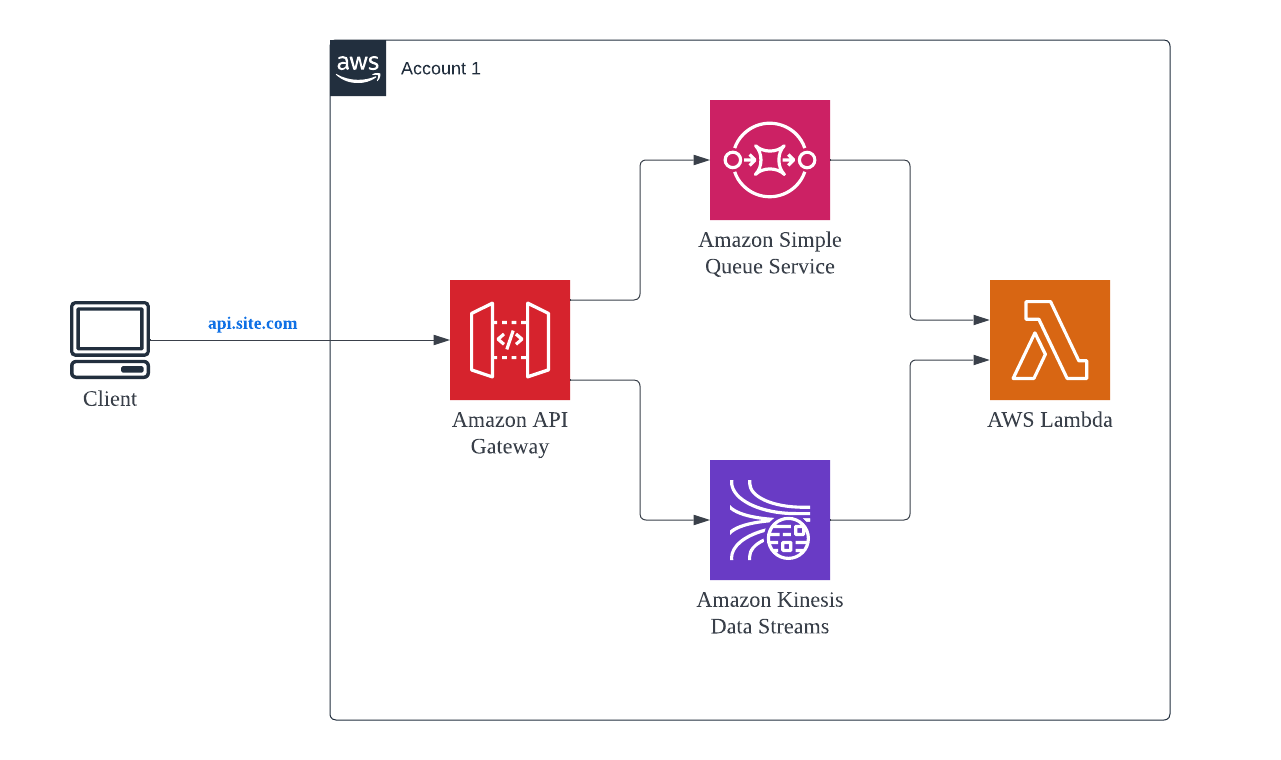 aws
Account 1
Amazon Simple
Queue Service
api.site.com
Client
Amazon API
Gateway
AWS Lambda
Amazon Kinesis
Data Streams